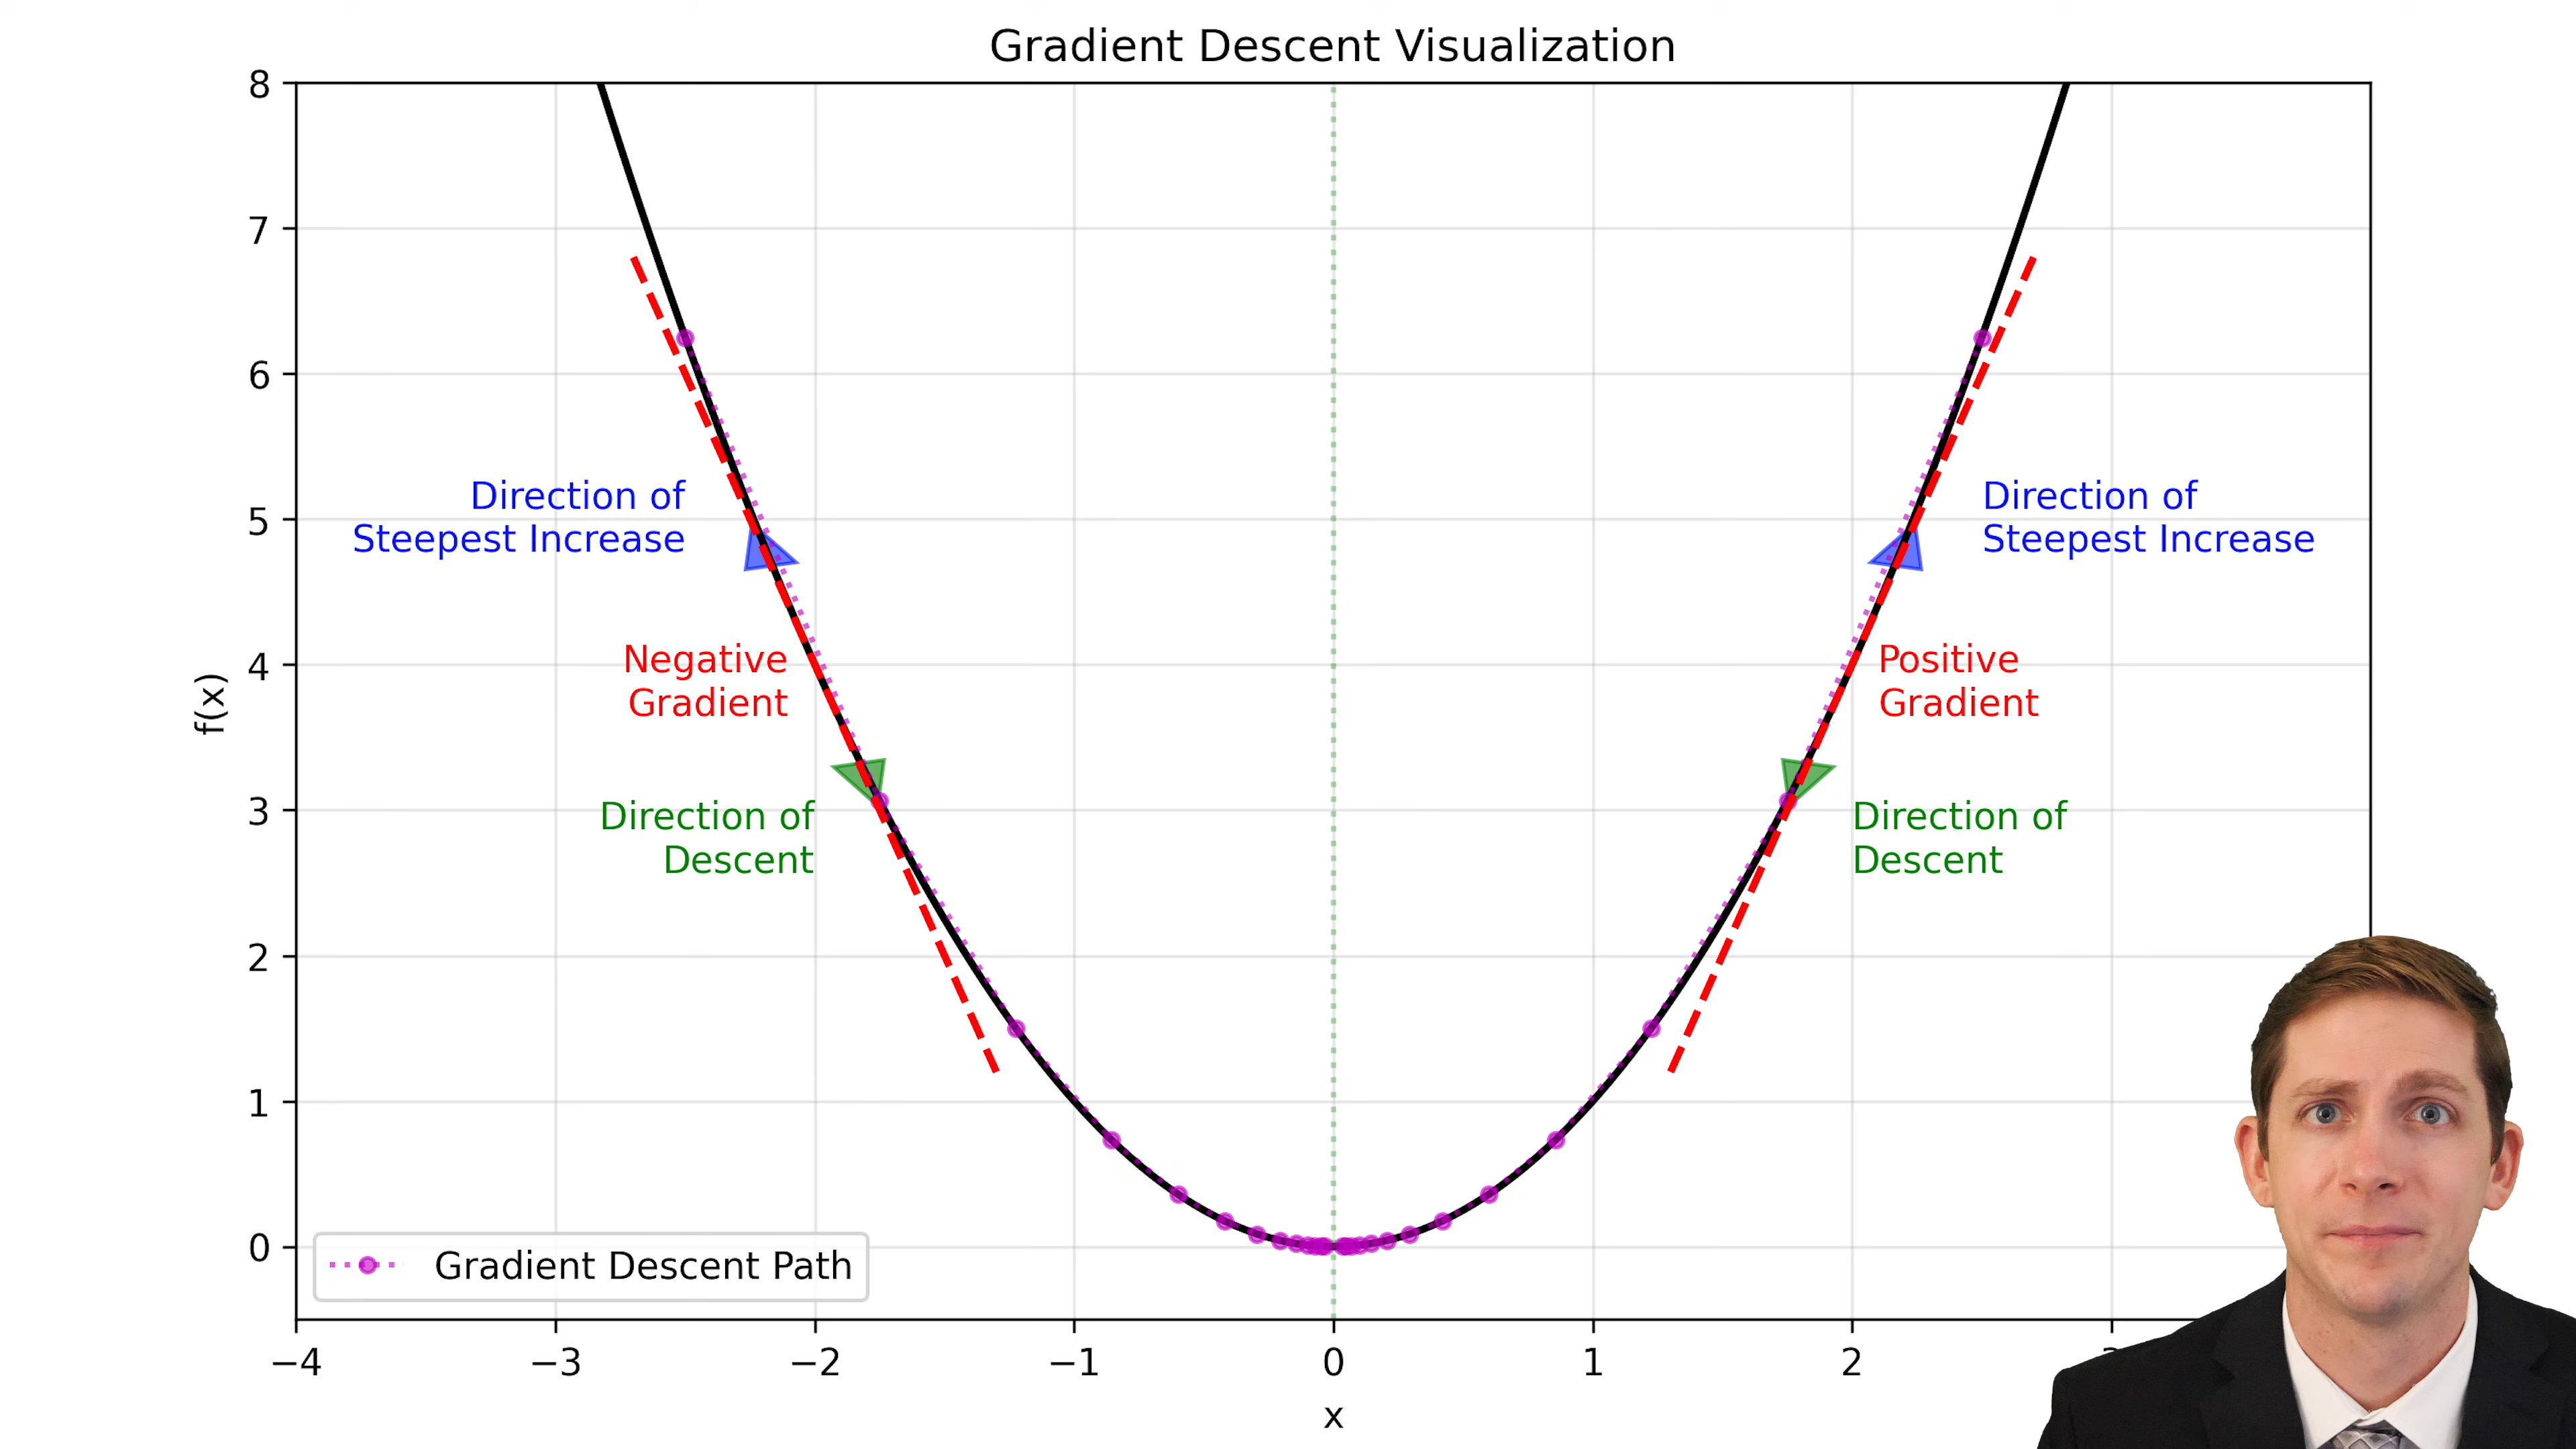 Gradient Descent Visualization
8
7
6
5
4
3
2
1
0
f(x)
Direction of
Steepest Increase
Direction of
Steepest Increase
Negative
Gradient
Positive
Gradient
Direction of
Descent
Direction of
Descent
Gradient Descent Path
−4 −3 −2 −1 0 1 2
x